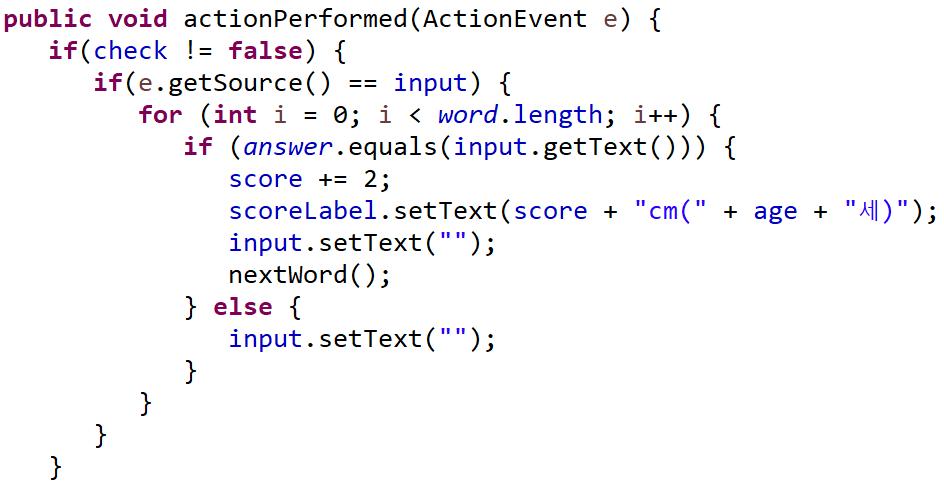 public void actionPerformed(ActionEvent e) {
if(check != false) {
if(e.getSource() == input) {
for (int i = 0; i < word.length; i++) {
if (answer.equals(input.getText())) {
score += 2;
scoreLabel.setText(score + "cm(" + age + "세)");
input.setText("");
nextWord();
} else {
input.setText("");
}
}
}
}